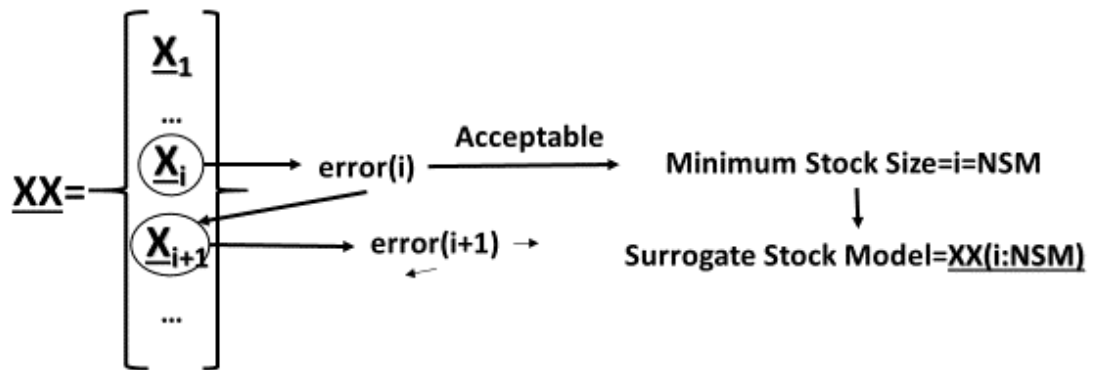 X₁
...
Acceptable
Xᵢ error(i) Minimum Stock Size=i=NSM
XX=
Xᵢ₊₁ error(i+1) Surrogate Stock Model=XX(i:NSM)
...